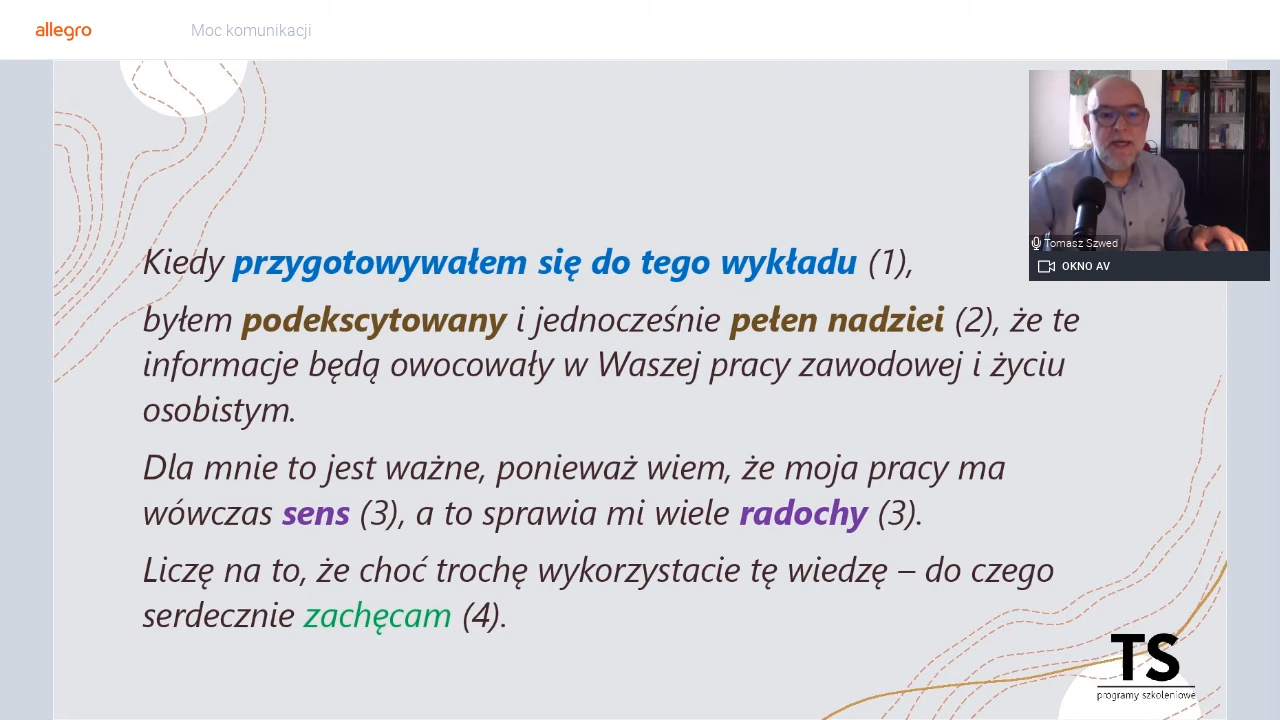 allegro
Moc komunikacji
Kiedy przygotowywałem się do tego wykładu (1),
byłem podekscytowany i jednocześnie pełen nadziei (2), że te
informacje będą owocowały w Waszej pracy zawodowej i życiu
osobistym.
Dla mnie to jest ważne, ponieważ wiem, że moja pracy ma
wówczas sens (3), a to sprawia mi wiele radochy (3).
Liczę na to, że choć trochę wykorzystacie tę wiedzę – do czego
serdecznie zachęcam (4).
Tomasz Szwed
OKNO AV
TS
programy szkoleniowe